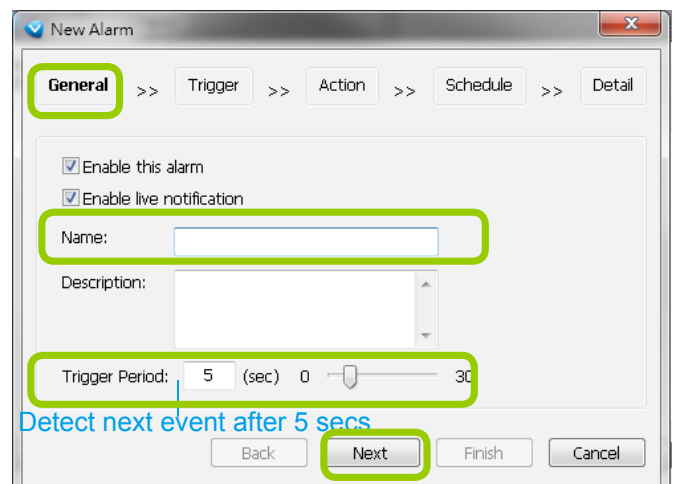 New Alarm
General >> Trigger >> Action >> Schedule >> Detail
Enable this alarm
Enable live notification
Name:
Description:
Trigger Period: 5 (sec) 0 30
Detect next event after 5 secs
Back Next Finish Cancel